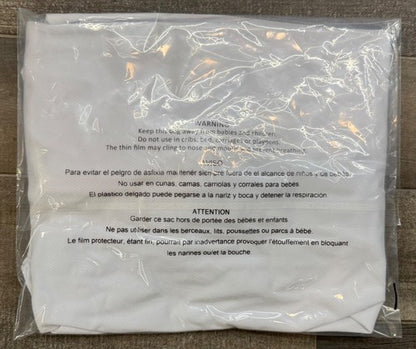 WARNING
Keep this bag away from babies and children.
Do not use in cribs, beds, carriages or playpens.
The thin film may cling to nose and mouth and prevent breathing.
AVISO
Para evitar el peligro de asfixia mantener siempre fuera de el alcance de niños y de bebés
No usat en cunas, camas, carriolas y corrales para bebés
El plástico delgado puede pegarse a la nariz y boca y detener la respiración.
ATTENTION
Garder ce sac hors de portée des bébés et enfants
Ne pas utiliser dans les berceaux, lits, poussettes ou parcs à bébé.
Le film protecteur, étant fin, pourrait par inadvertance provoquer l'étouffement en bloquant
les narines ou/et la bouche.